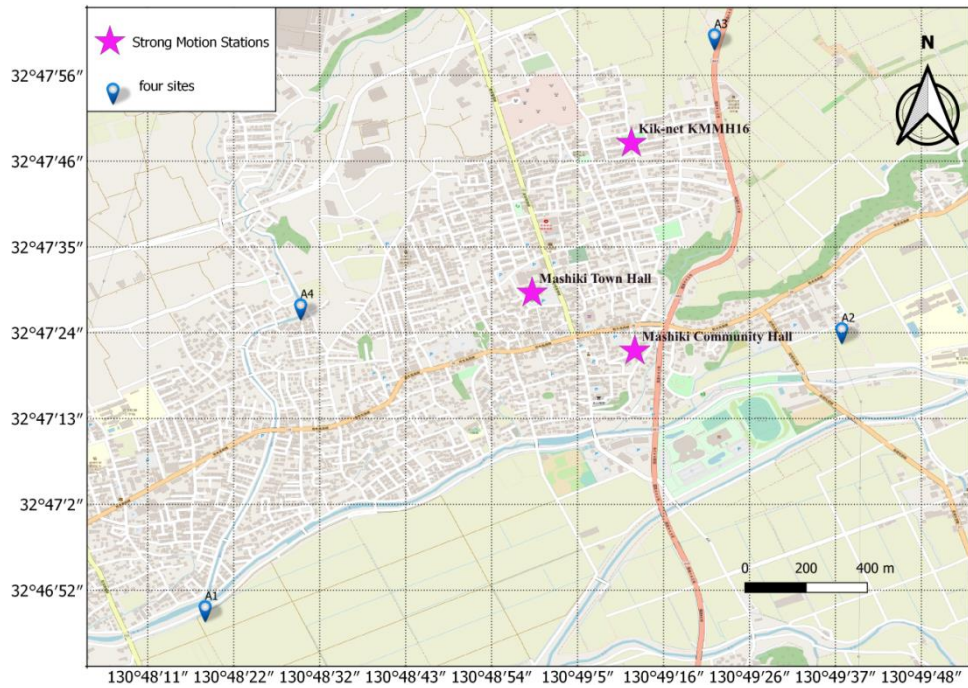 Strong Motion Stations
four sites
A3
N
32°47'56"
Kik-net KMMH16
32°47'46"
32°47'35"
Mashiki Town Hall
A4
32°47'24"
A2
Mashiki Community Hall
32°47'13"
32°47'2"
0 200 400 m
32°46'52"
A1
130°48'11" 130°48'22" 130°48'32" 130°48'43" 130°48'54" 130°49'5" 130°49'16" 130°49'26" 130°49'37" 130°49'48"